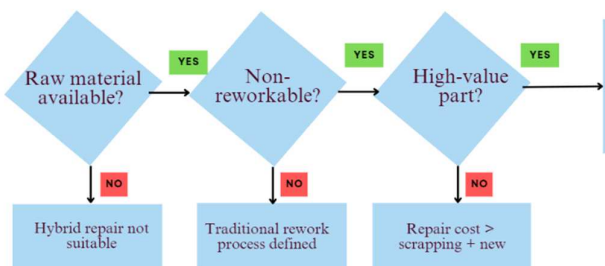 Raw material
available?
YES
Non-
reworkable?
YES
High-value
part?
YES
NO
NO
NO
Hybrid repair not
suitable
Traditional rework
process defined
Repair cost >
scrapping + new